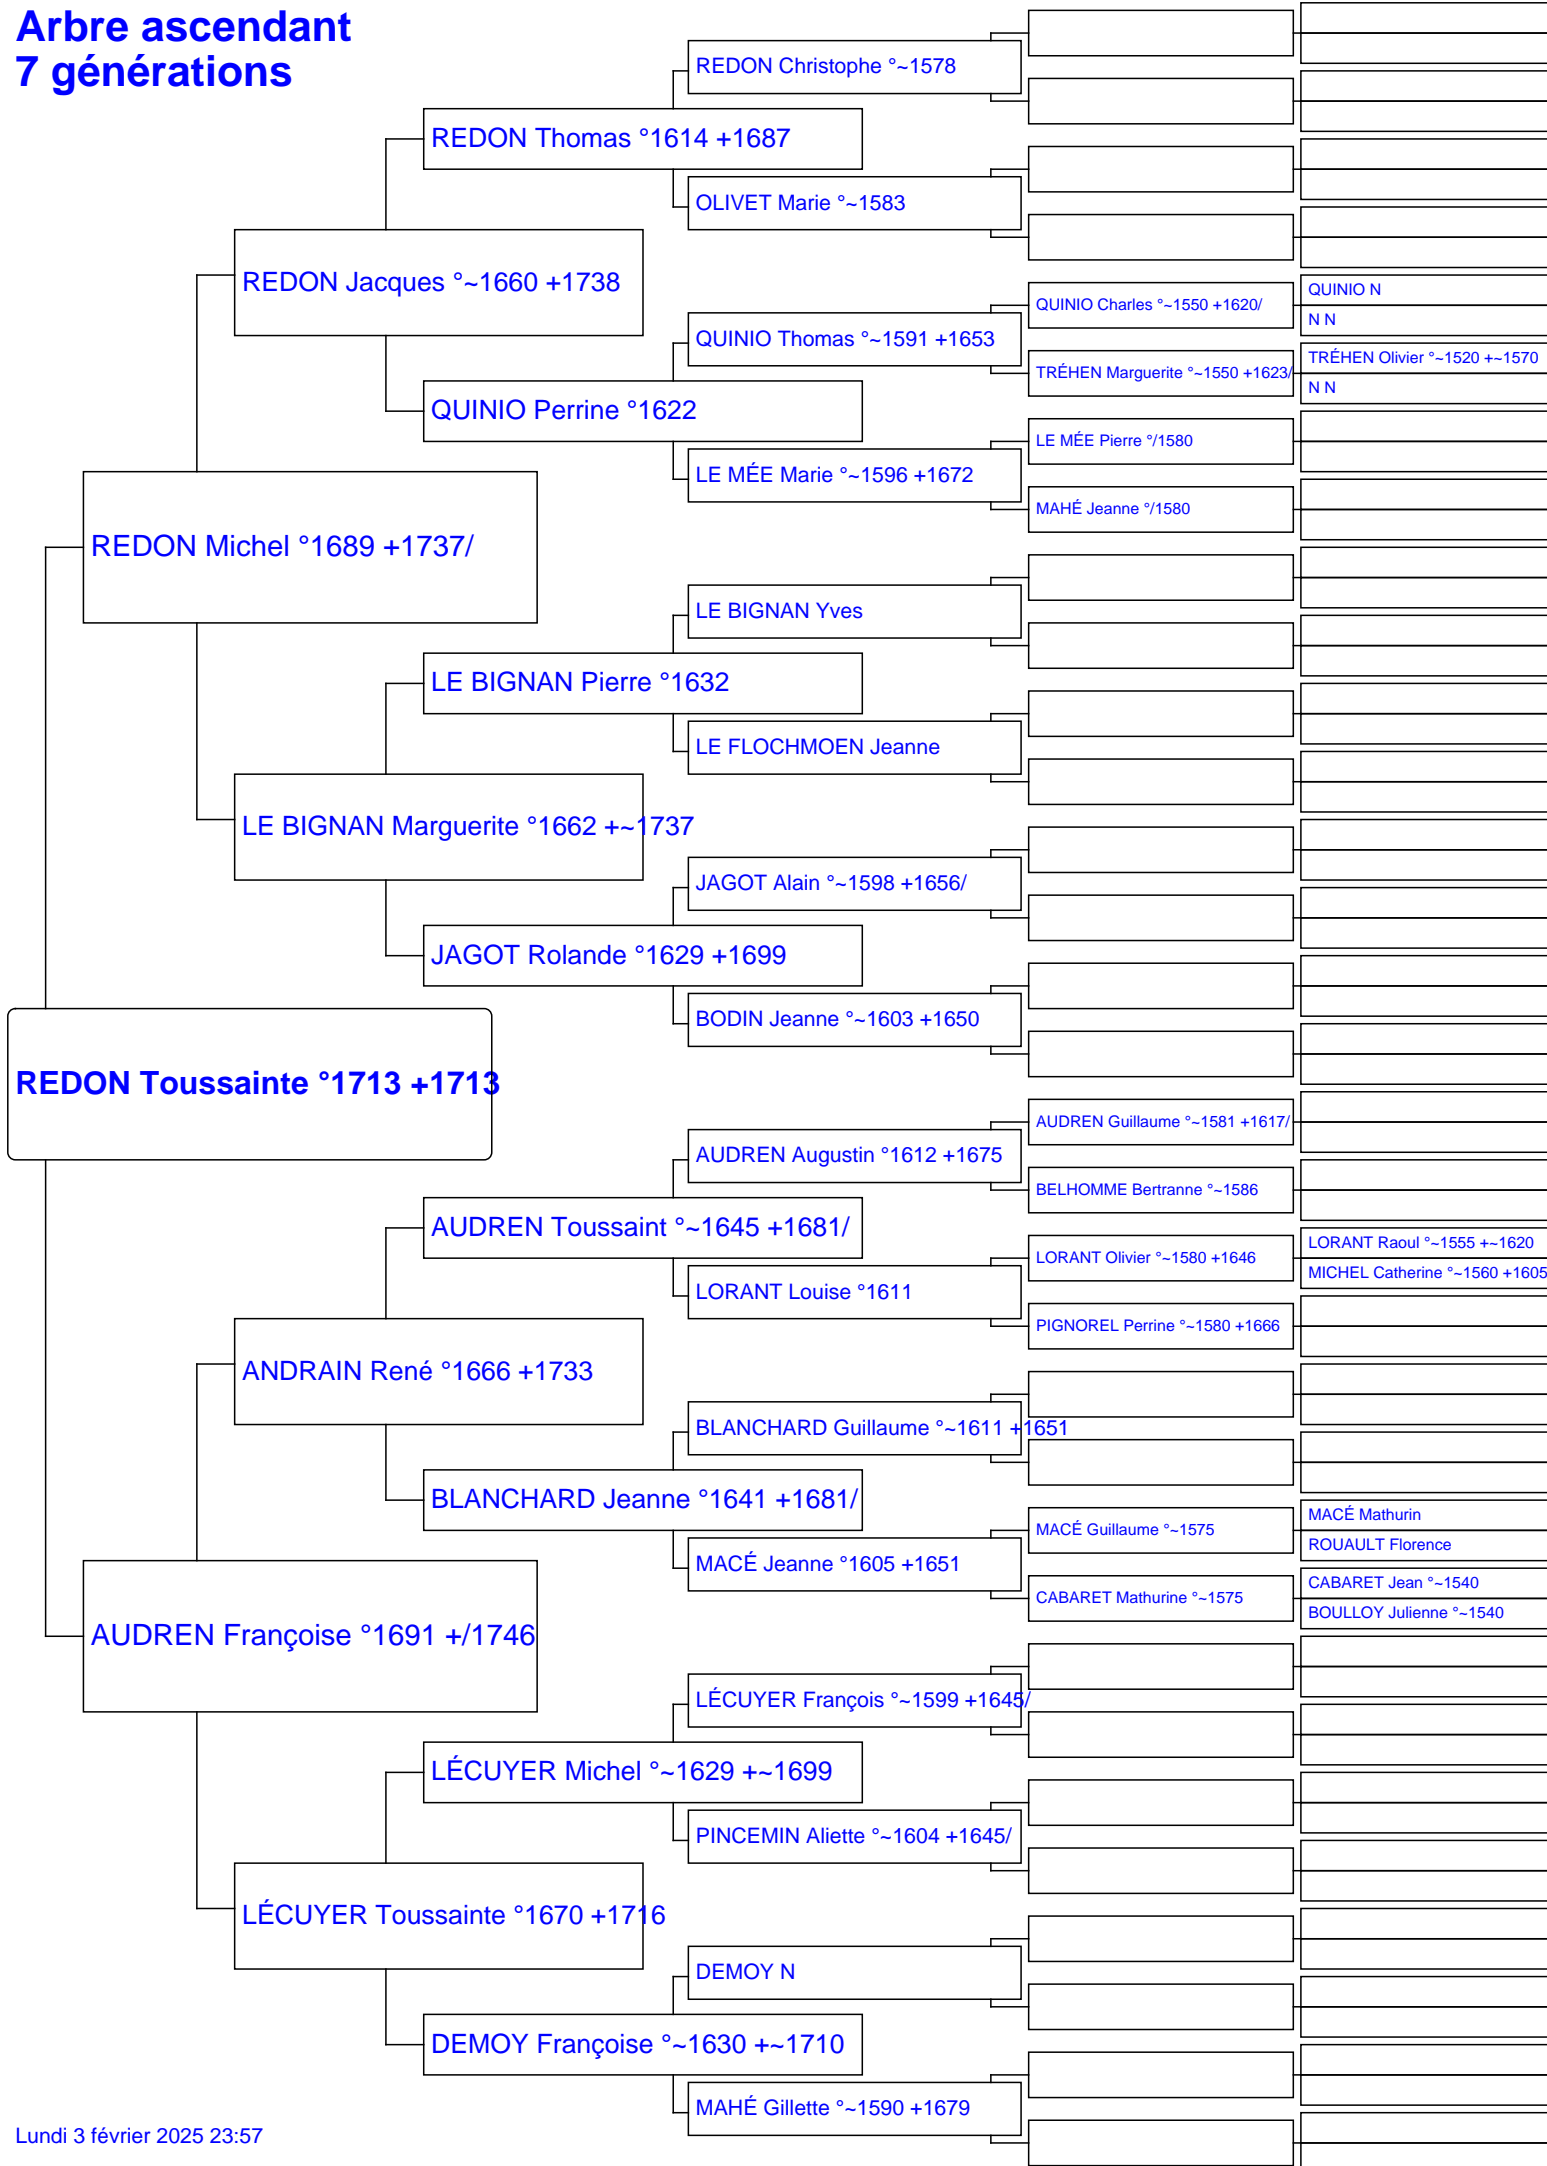 Arbre ascendant
7 générations
REDON Christophe °~1578
REDON Thomas °1614 +1687
OLIVET Marie °~1583
REDON Jacques °~1660 +1738
QUINIO Charles °~1550 +1620/
QUINIO N
N N
QUINIO Thomas °~1591 +1653
TRÉHEN Marguerite °~1550 +1623/
TRÉHEN Olivier °~1520 +~1570
N N
QUINIO Perrine °1622
LE MÉE Pierre °/1580
LE MÉE Marie °~1596 +1672
MAHÉ Jeanne °/1580
REDON Michel °1689 +1737/
LE BIGNAN Yves
LE BIGNAN Pierre °1632
LE FLOCHMOEN Jeanne
LE BIGNAN Marguerite °1662 +~1737
JAGOT Alain °~1598 +1656/
JAGOT Rolande °1629 +1699
BODIN Jeanne °~1603 +1650
REDON Toussainte °1713 +1713
AUDREN Guillaume °~1581 +1617/
AUDREN Augustin °1612 +1675
BELHOMME Bertranne °~1586
AUDREN Toussaint °~1645 +1681/
LORANT Olivier °~1580 +1646
LORANT Raoul °~1555 +~1620
MICHEL Catherine °~1560 +1605
LORANT Louise °1611
PIGNOREL Perrine °~1580 +1666
ANDRAIN René °1666 +1733
BLANCHARD Guillaume °~1611 +1651
BLANCHARD Jeanne °1641 +1681/
MACÉ Guillaume °~1575
MACÉ Mathurin
ROUAULT Florence
MACÉ Jeanne °1605 +1651
CABARET Mathurine °~1575
CABARET Jean °~1540
BOULLOY Julienne °~1540
AUDREN Françoise °1691 +/1746
LÉCUYER François °~1599 +1645/
LÉCUYER Michel °~1629 +~1699
PINCEMIN Aliette °~1604 +1645/
LÉCUYER Toussainte °1670 +1716
DEMOY N
DEMOY Françoise °~1630 +~1710
MAHÉ Gillette °~1590 +1679
Lundi 3 février 2025 23:57